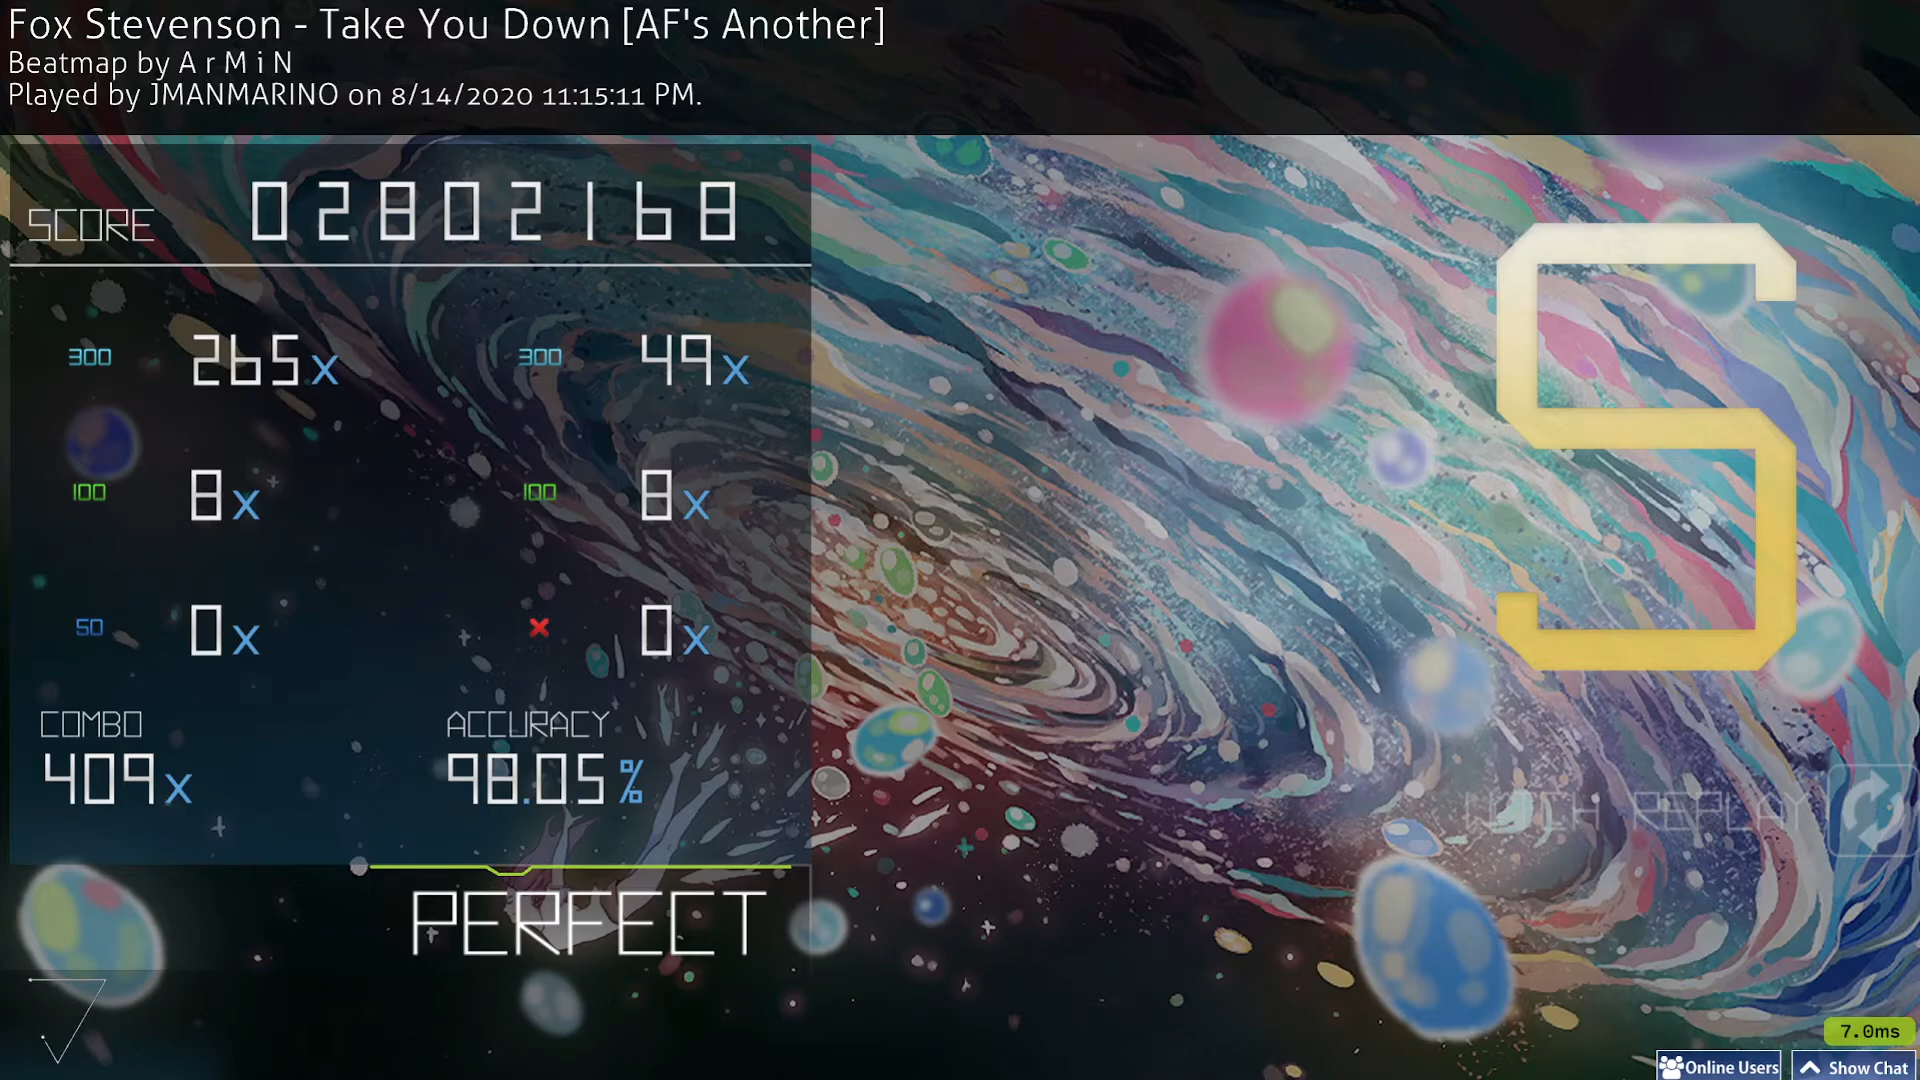 Fox Stevenson - Take You Down [AF's Another]
Beatmap by A r M i N
Played by JMANMARINO on 8/14/2020 11:15:11 PM.
SCORE 02802168
300 265x 300 49x
100 8x 100 8x
50 0x X 0x
COMBO ACCURACY
409x 98.05%
WATCH REPLAY
PERFECT
7.0ms
Online Users Show Chat